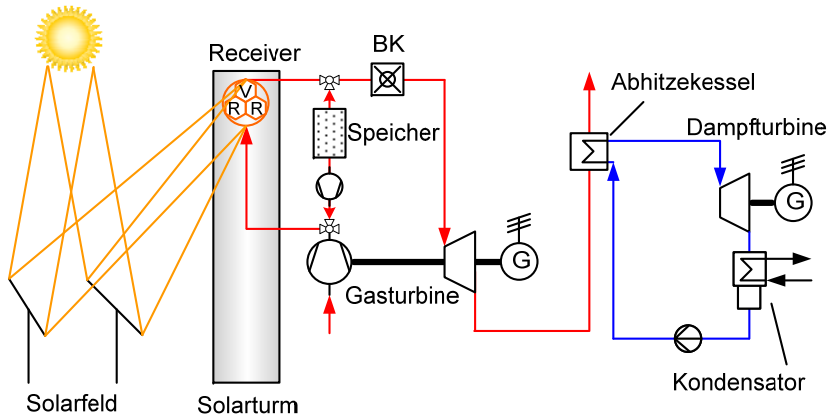 Receiver
BK
Abhitzekessel
V
R R
Speicher
Dampfturbine
G
G
Gasturbine
Kondensator
Solarfeld
Solarturm